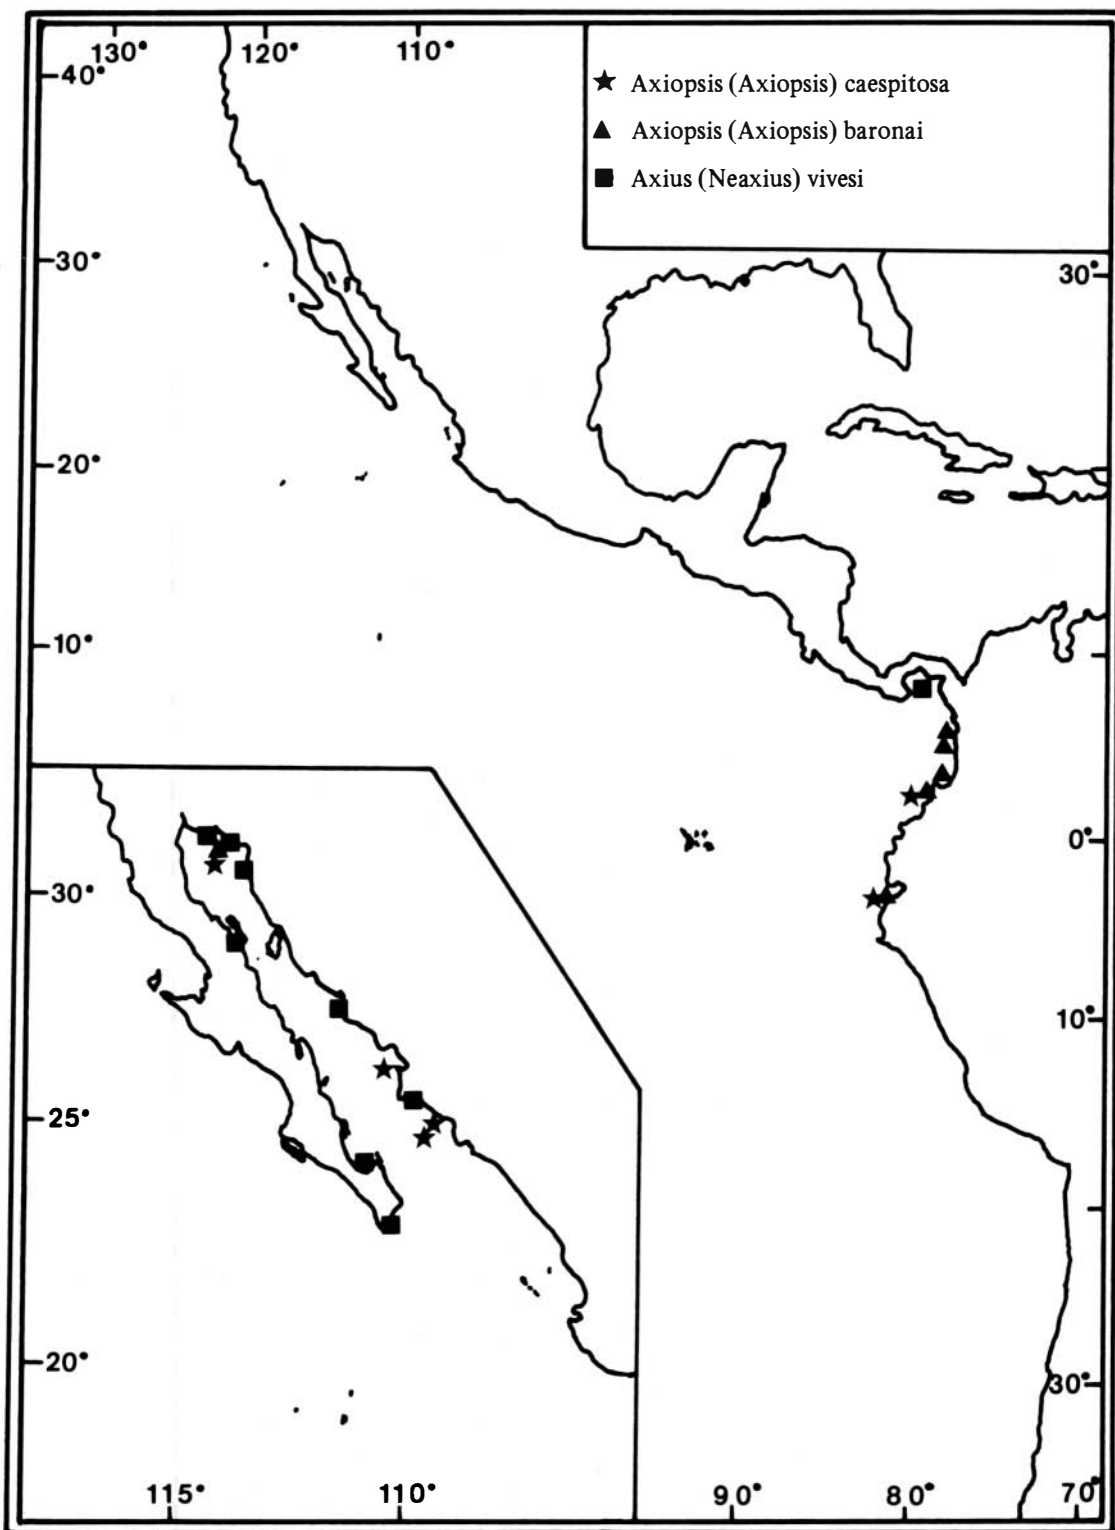 130° 120° 110°
40°
★ Axiopsis (Axiopsis) caespitosa
▲ Axiopsis (Axiopsis) baronai
■ Axius (Neaxius) vivesi
30° 30°
20°
10°
0°
30°
10°
25°
20°
30°
115° 110° 90° 80° 70°